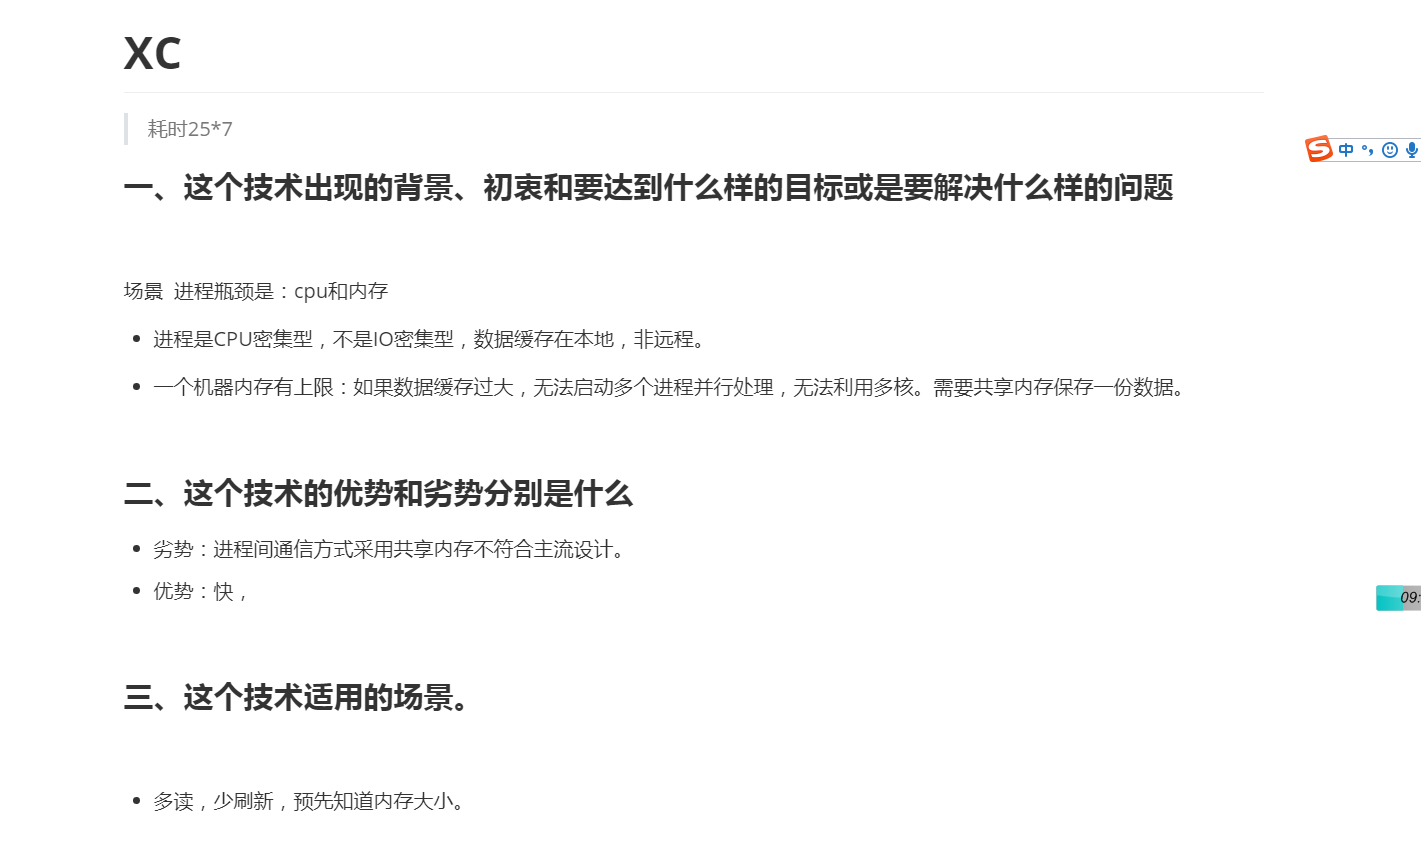 XC
耗时25*7
一、这个技术出现的背景、初衷和要达到什么样的目标或是要解决什么样的问题
场景 进程瓶颈是：cpu和内存
进程是CPU密集型，不是IO密集型，数据缓存在本地，非远程。
一个机器内存有上限：如果数据缓存过大，无法启动多个进程并行处理，无法利用多核。需要共享内存保存一份数据。
二、这个技术的优势和劣势分别是什么
劣势：进程间通信方式采用共享内存不符合主流设计。
优势：快，
三、这个技术适用的场景。
多读，少刷新，预先知道内存大小。
中
09: